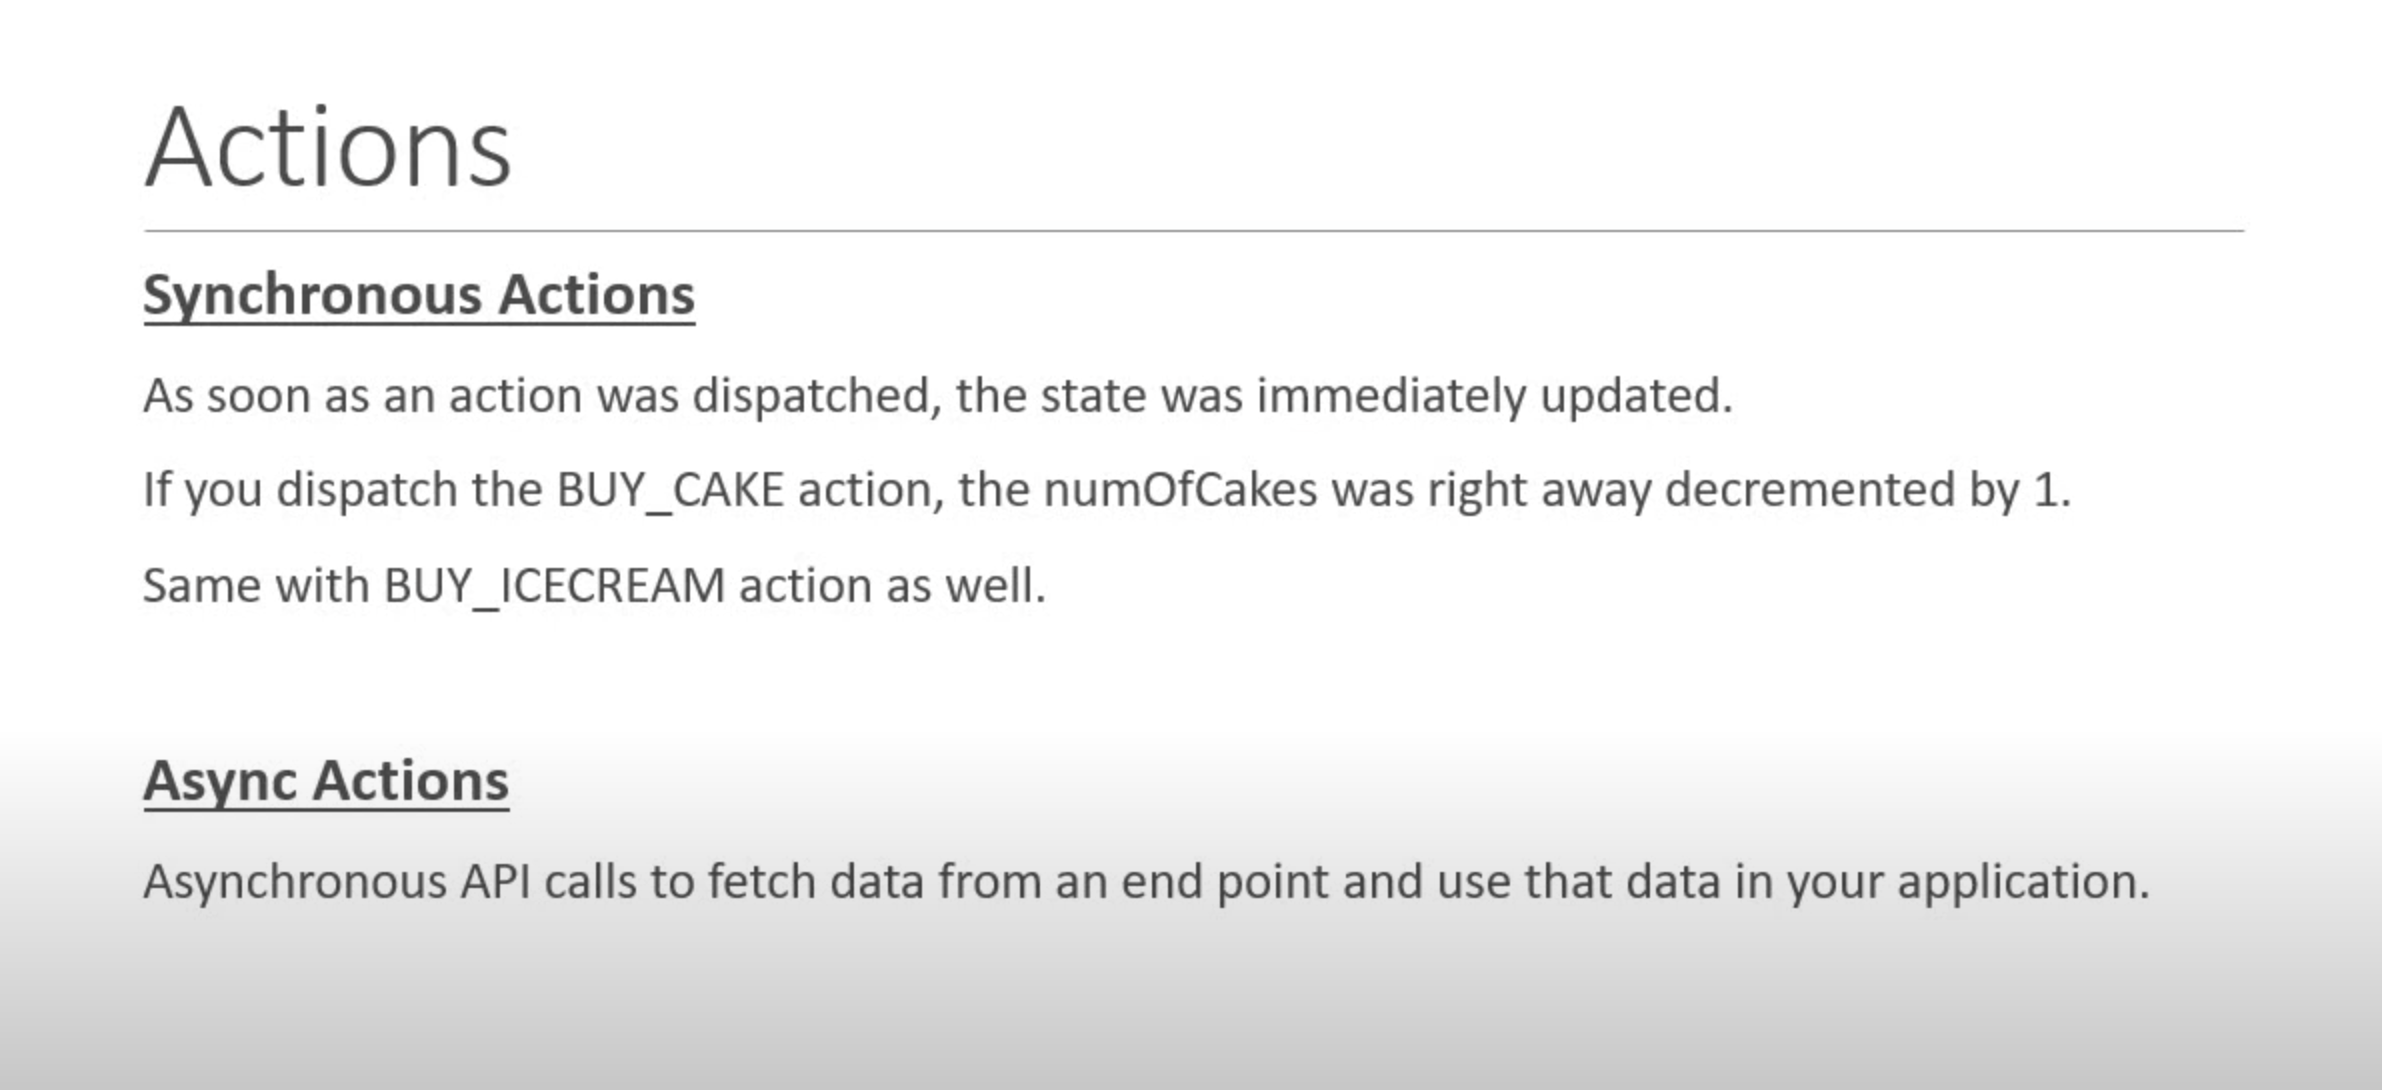 Actions
Synchronous Actions
As soon as an action was dispatched, the state was immediately updated.
If you dispatch the BUY_CAKE action, the numOfCakes was right away decremented by 1.
Same with BUY_ICECREAM action as well.
Async Actions
Asynchronous API calls to fetch data from an end point and use that data in your application.